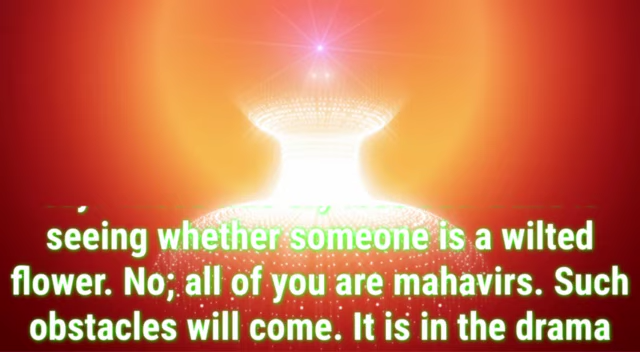 seeing whether someone is a wilted
flower. No; all of you are mahavirs. Such
obstacles will come. It is in the drama